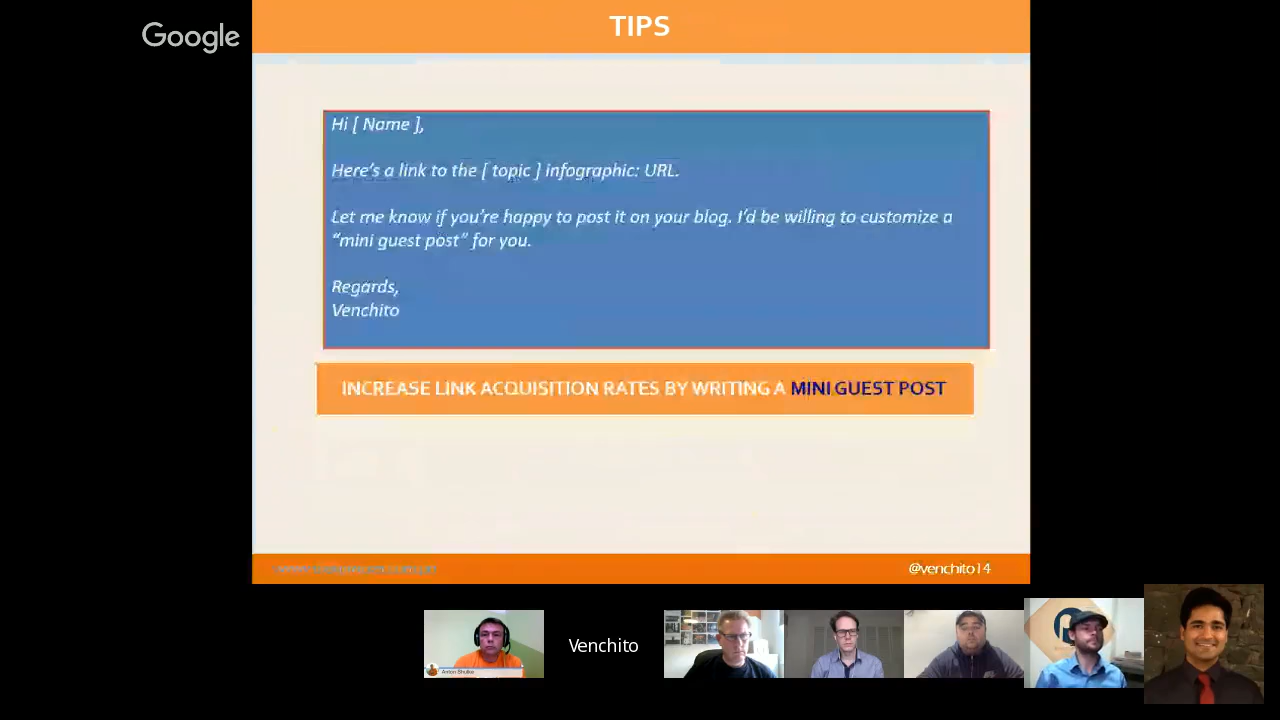 Google
TIPS
Hi [ Name ],
Here's a link to the [ topic ] infographic: URL.
Let me know if you're happy to post it on your blog. I'd be willing to customize a
"mini guest post" for you.
Regards,
Venchito
INCREASE LINK ACQUISITION RATES BY WRITING A MINI GUEST POST
@venchito14
Anton Shulke
Venchito